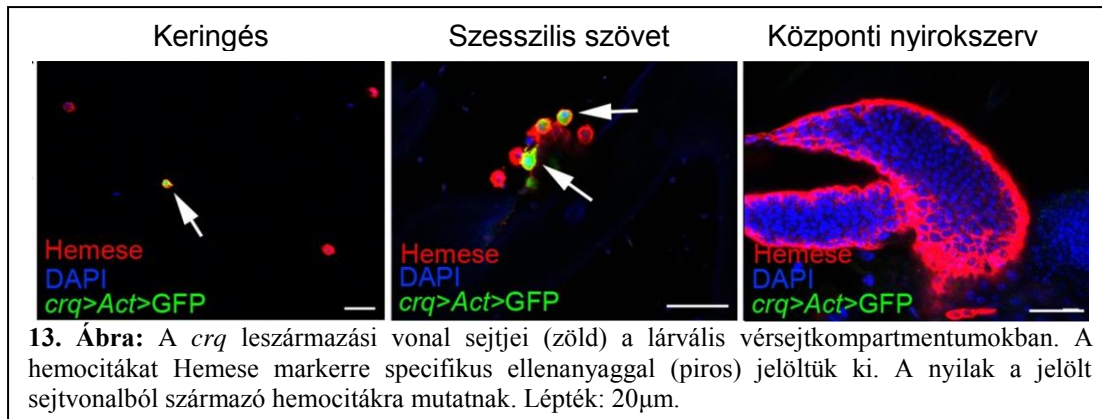 Keringés
Szesszilis szövet
Központi nyirokszerv
Hemese
DAPI
crq>Act>GFP
Hemese
DAPI
crq>Act>GFP
Hemese
DAPI
crq>Act>GFP
13. Ábra: A crq leszármazási vonal sejtjei (zöld) a lárvális vérsejtkompartmentumokban. A
hemocitákat Hemese markerre specifikus ellenanyaggal (piros) jelöltük ki. A nyilak a jelölt
sejtvonalból származó hemocitákra mutatnak. Lépték: 20μm.